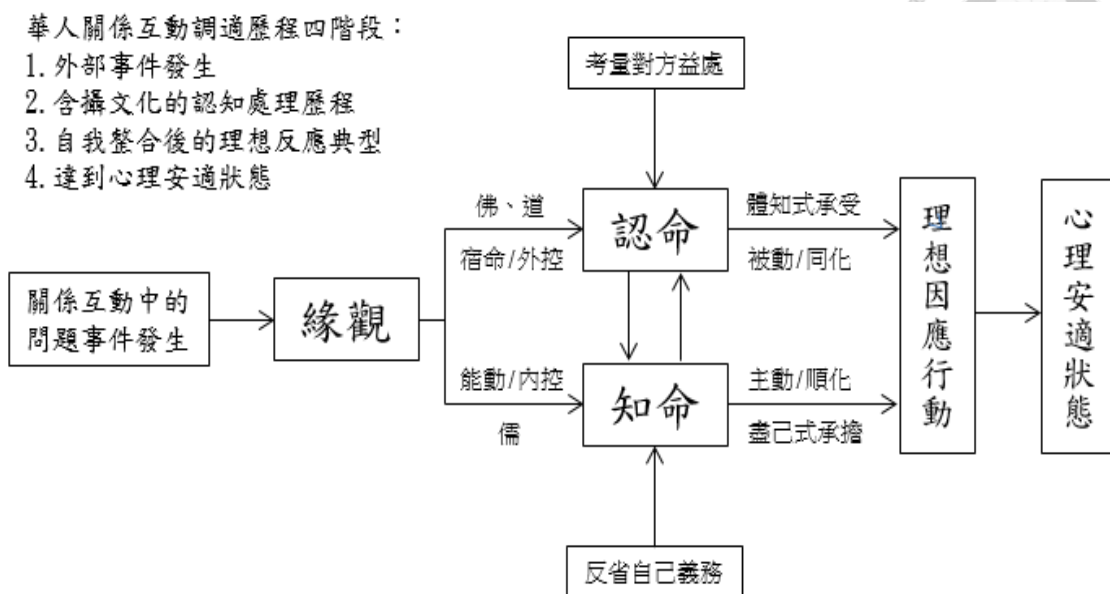 華人關係互動調適歷程四階段：
1.外部事件發生
2.含攝文化的認知處理歷程
3.自我整合後的理想反應典型
4.達到心理安適狀態
考量對方益處
關係互動中的
問題事件發生
緣觀
佛、道
宿命/外控
能動/內控
儒
認命
知命
體知式承受
被動/同化
主動/順化
盡己式承擔
反省自己義務
理想因應行動
心理安適狀態